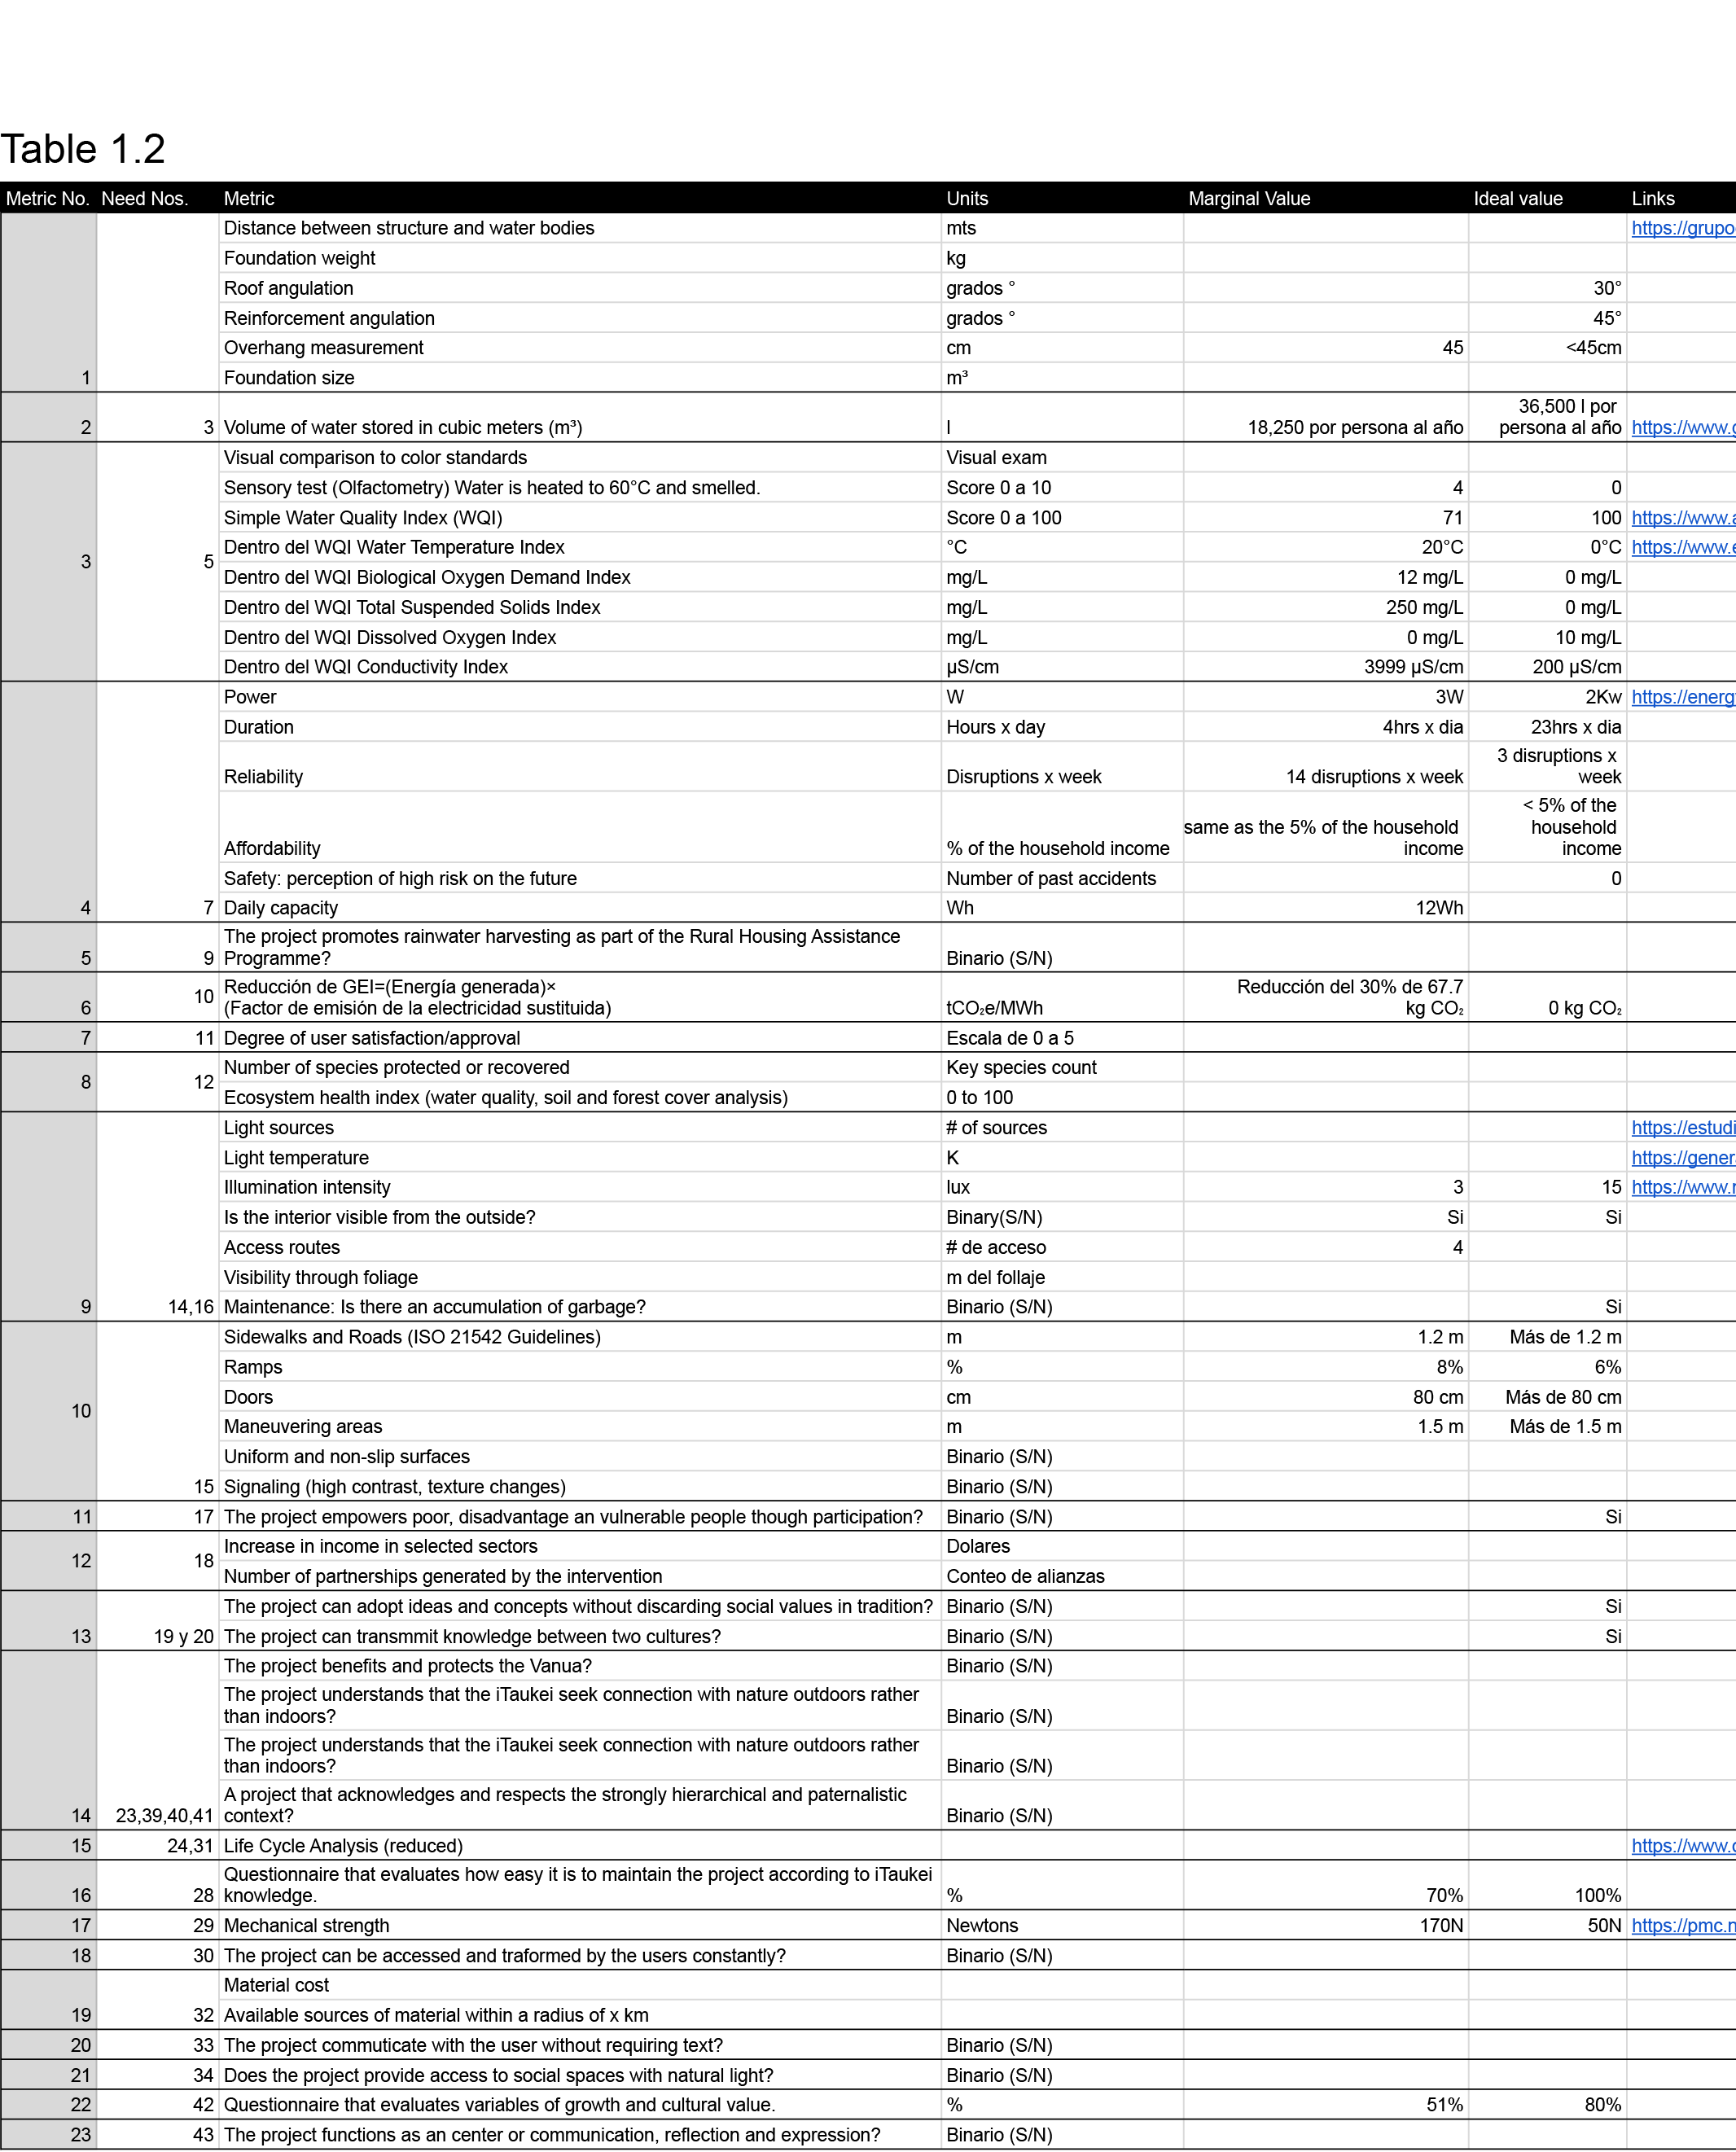 Table 1.2
Metric No. Need Nos. Metric Units Marginal Value Ideal value Links
Distance between structure and water bodies mts https://grupo
Foundation weight kg
Roof angulation grados ° 30°
Reinforcement angulation grados ° 45°
Overhang measurement cm 45 <45cm
1 Foundation size m³
36,500 l por
2 3 Volume of water stored in cubic meters (m³) l 18,250 por persona al año persona al año https://www.g
Visual comparison to color standards Visual exam
Sensory test (Olfactometry) Water is heated to 60°C and smelled. Score 0 a 10 4 0
Simple Water Quality Index (WQI) Score 0 a 100 71 100 https://www.a
3 5 Dentro del WQI Water Temperature Index °C 20°C 0°C https://www.e
Dentro del WQI Biological Oxygen Demand Index mg/L 12 mg/L 0 mg/L
Dentro del WQI Total Suspended Solids Index mg/L 250 mg/L 0 mg/L
Dentro del WQI Dissolved Oxygen Index mg/L 0 mg/L 10 mg/L
Dentro del WQI Conductivity Index µS/cm 3999 µS/cm 200 µS/cm
Power W 3W 2Kw https://energ
Duration Hours x day 4hrs x dia 23hrs x dia
3 disruptions x
Reliability Disruptions x week 14 disruptions x week week
< 5% of the
same as the 5% of the household household
Affordability % of the household income income income
Safety: perception of high risk on the future Number of past accidents 0
4 7 Daily capacity Wh 12Wh
The project promotes rainwater harvesting as part of the Rural Housing Assistance
5 9 Programme? Binario (S/N)
10 Reducción de GEI=(Energía generada)× Reducción del 30% de 67.7
6 (Factor de emisión de la electricidad sustituida) tCO₂e/MWh kg CO₂ 0 kg CO₂
7 11 Degree of user satisfaction/approval Escala de 0 a 5
8 12 Number of species protected or recovered Key species count
Ecosystem health index (water quality, soil and forest cover analysis) 0 to 100
Light sources # of sources https://estudi
Light temperature K https://gener
Illumination intensity lux 3 15 https://www.r
Is the interior visible from the outside? Binary(S/N) Si Si
Access routes # de acceso 4
Visibility through foliage m del follaje
9 14,16 Maintenance: Is there an accumulation of garbage? Binario (S/N) Si
Sidewalks and Roads (ISO 21542 Guidelines) m 1.2 m Más de 1.2 m
Ramps % 8% 6%
10 Doors cm 80 cm Más de 80 cm
Maneuvering areas m 1.5 m Más de 1.5 m
Uniform and non-slip surfaces Binario (S/N)
15 Signaling (high contrast, texture changes) Binario (S/N)
11 17 The project empowers poor, disadvantage an vulnerable people though participation? Binario (S/N) Si
12 18 Increase in income in selected sectors Dolares
Number of partnerships generated by the intervention Conteo de alianzas
The project can adopt ideas and concepts without discarding social values in tradition? Binario (S/N) Si
13 19 y 20 The project can transmmit knowledge between two cultures? Binario (S/N) Si
The project benefits and protects the Vanua? Binario (S/N)
The project understands that the iTaukei seek connection with nature outdoors rather
than indoors? Binario (S/N)
The project understands that the iTaukei seek connection with nature outdoors rather
than indoors? Binario (S/N)
A project that acknowledges and respects the strongly hierarchical and paternalistic
14 23,39,40,41 context? Binario (S/N)
15 24,31 Life Cycle Analysis (reduced) https://www.c
Questionnaire that evaluates how easy it is to maintain the project according to iTaukei
16 28 knowledge. % 70% 100%
17 29 Mechanical strength Newtons 170N 50N https://pmc.n
18 30 The project can be accessed and traformed by the users constantly? Binario (S/N)
Material cost
19 32 Available sources of material within a radius of x km
20 33 The project commuticate with the user without requiring text? Binario (S/N)
21 34 Does the project provide access to social spaces with natural light? Binario (S/N)
22 42 Questionnaire that evaluates variables of growth and cultural value. % 51% 80%
23 43 The project functions as an center or communication, reflection and expression? Binario (S/N)